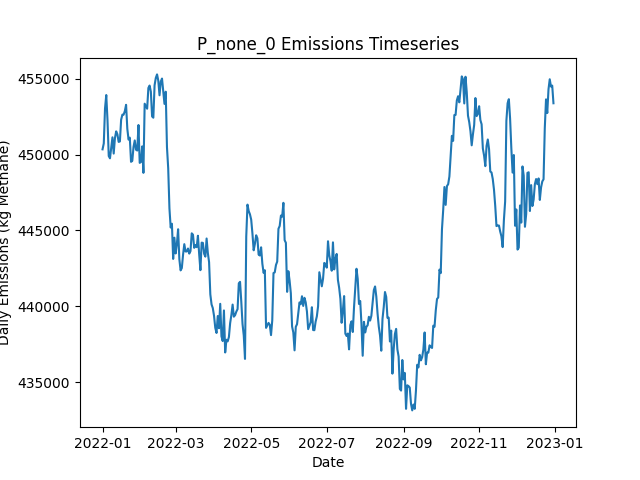 P_none_0 Emissions Timeseries
Daily Emissions (kg Methane)
455000
450000
445000
440000
435000
2022-01 2022-03 2022-05 2022-07 2022-09 2022-11 2023-01
Date